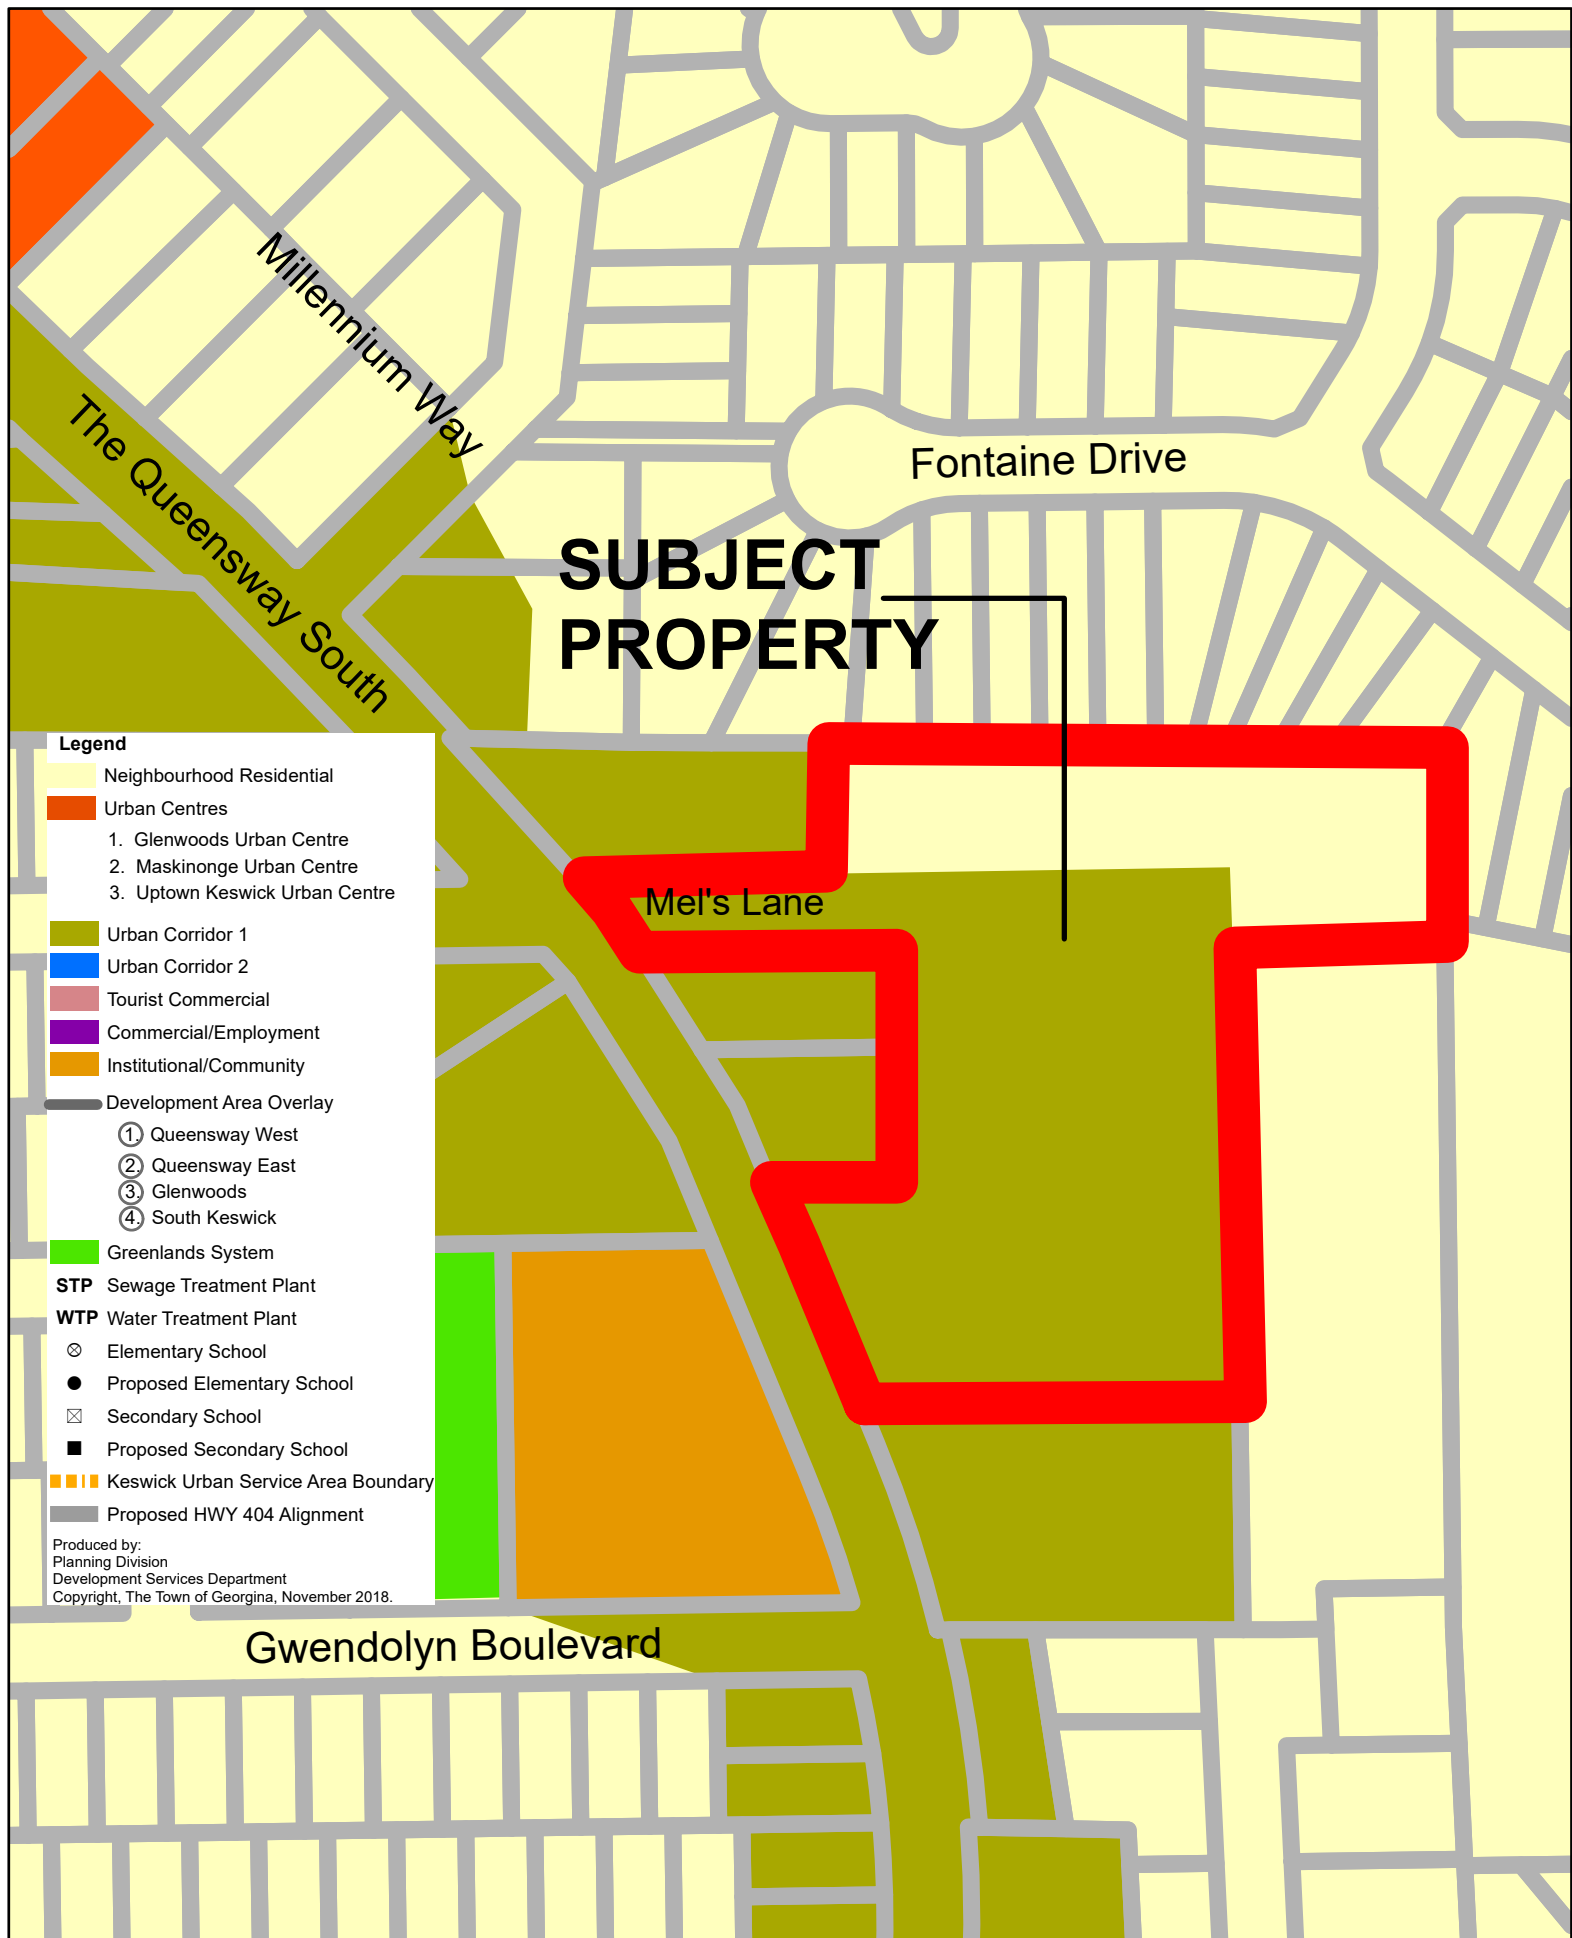 Millennium Way
The Queensway South
Fontaine Drive
SUBJECT
PROPERTY
Mel's Lane
Legend
Neighbourhood Residential
Urban Centres
1. Glenwoods Urban Centre
2. Maskinonge Urban Centre
3. Uptown Keswick Urban Centre
Urban Corridor 1
Urban Corridor 2
Tourist Commercial
Commercial/Employment
Institutional/Community
Development Area Overlay
1. Queensway West
2. Queensway East
3. Glenwoods
4. South Keswick
Greenlands System
STP Sewage Treatment Plant
WTP Water Treatment Plant
Elementary School
Proposed Elementary School
Secondary School
Proposed Secondary School
Keswick Urban Service Area Boundary
Proposed HWY 404 Alignment
Produced by:
Planning Division
Development Services Department
Copyright, The Town of Georgina, November 2018.
Gwendolyn Boulevard